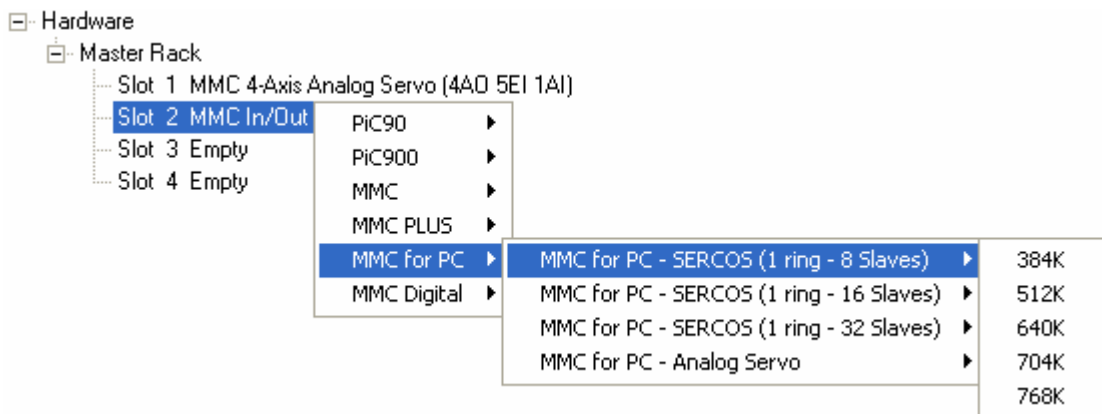 Hardware
Master Rack
Slot 1 MMC 4-Axis Analog Servo (4AO 5EI 1AI)
Slot 2 MMC In/Out
Slot 3 Empty
Slot 4 Empty
PiC90
PiC900
MMC
MMC PLUS
MMC for PC
MMC Digital
MMC for PC - SERCOS (1 ring - 8 Slaves)
MMC for PC - SERCOS (1 ring - 16 Slaves)
MMC for PC - SERCOS (1 ring - 32 Slaves)
MMC for PC - Analog Servo
384K
512K
640K
704K
768K